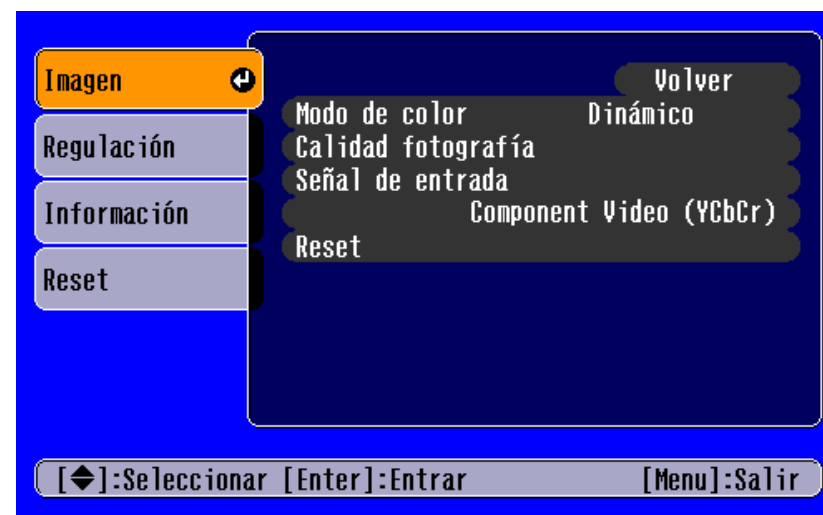 Imagen
Regulación
Información
Reset
Volver
Modo de color Dinámico
Calidad fotografía
Señal de entrada
Component Video (YCbCr)
Reset
[◆]:Seleccionar [Enter]:Entrar [Menu]:Salir